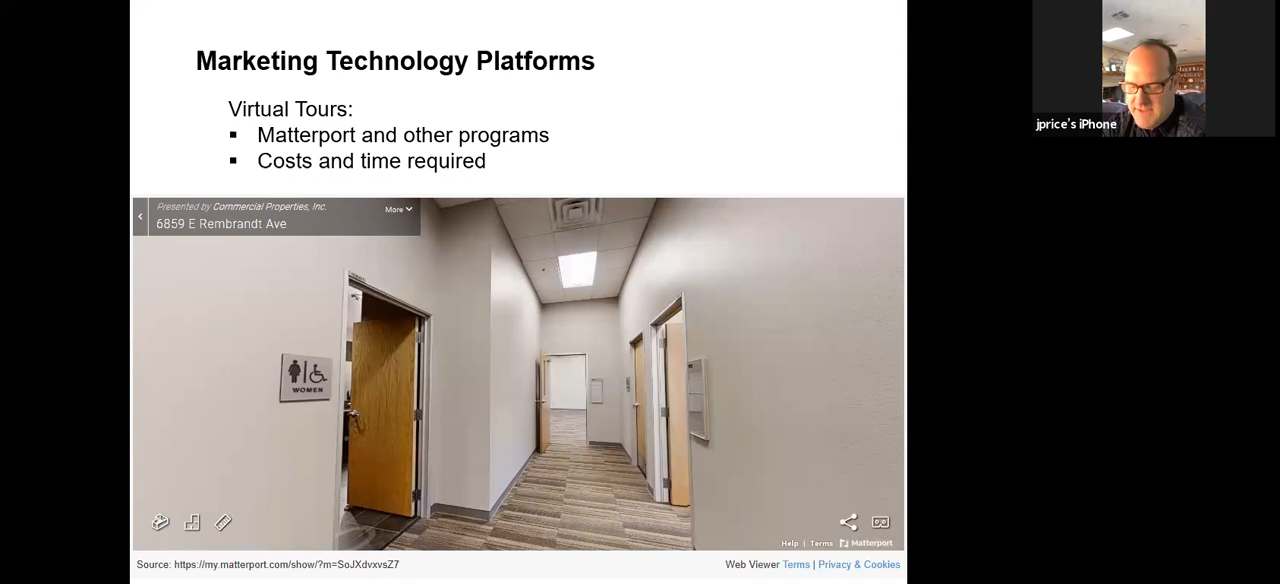 Marketing Technology Platforms
Virtual Tours:
▪ Matterport and other programs
▪ Costs and time required
Presented by Commercial Properties, Inc.
More
6859 E Rembrandt Ave
WOMEN
Help | Terms Matterport
Source: https://my.matterport.com/show/?m=SoJXdvxvsZ7
Web Viewer Terms | Privacy & Cookies
jprice's iPhone